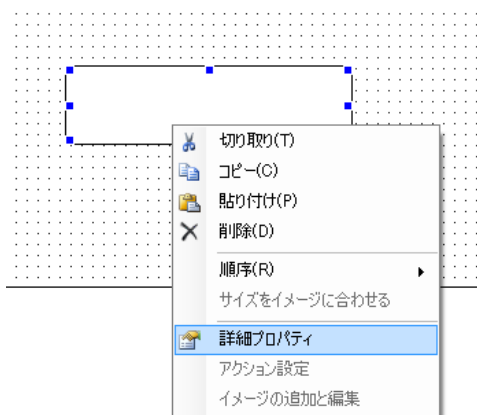 切り取り(T)
コピー(C)
貼り付け(P)
削除(D)
順序(R)
サイズをイメージに合わせる
詳細プロパティ
アクション設定
イメージの追加と編集